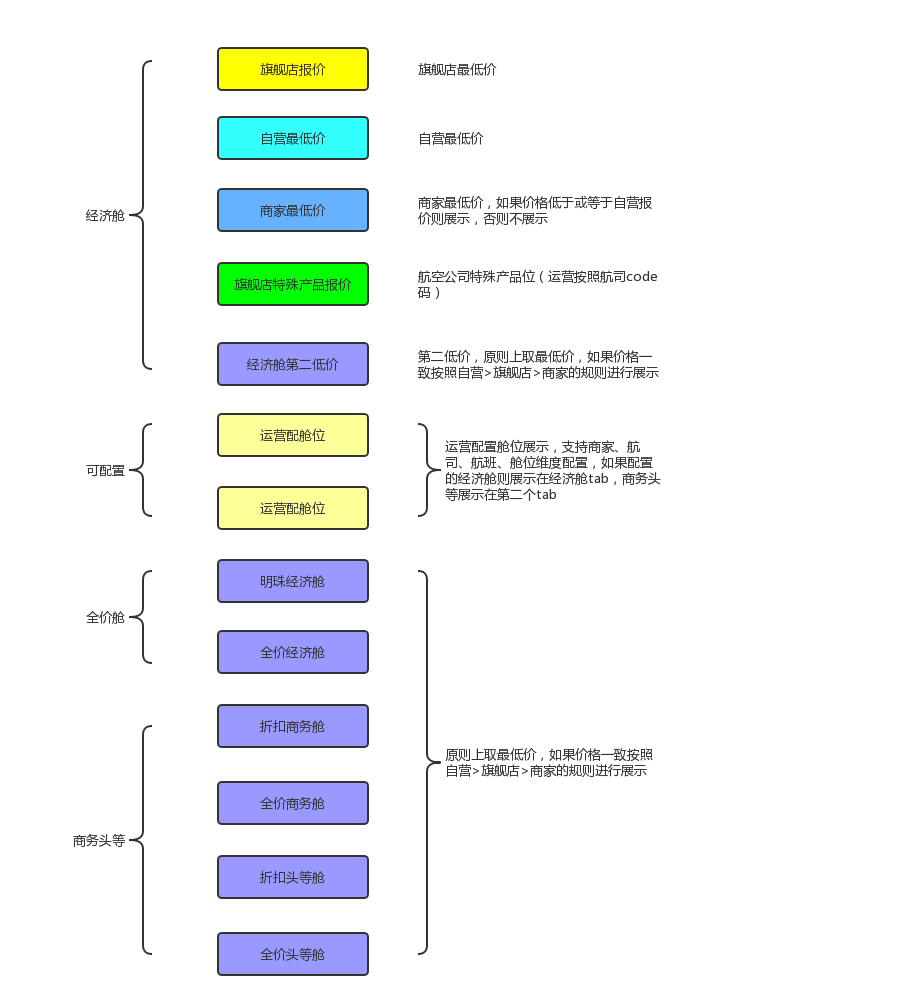 旗舰店报价
旗舰店最低价
自营最低价
自营最低价
经济舱
商家最低价
商家最低价，如果价格低于或等于自营报
价则展示，否则不展示
旗舰店特殊产品报价
航空公司特殊产品位（运营按照航司code
码）
经济舱第二低价
第二低价，原则上取最低价，如果价格一
致按照自营>旗舰店>商家的规则进行展示
可配置
运营配舱位
运营配舱位
运营配置舱位展示，支持商家、航
司、航班、舱位维度配置，如果配置
的经济舱则展示在经济舱tab，商务头
等展示在第二个tab
全价舱
明珠经济舱
全价经济舱
商务头等
折扣商务舱
全价商务舱
折扣头等舱
全价头等舱
原则上取最低价，如果价格一致按照
自营>旗舰店>商家的规则进行展示